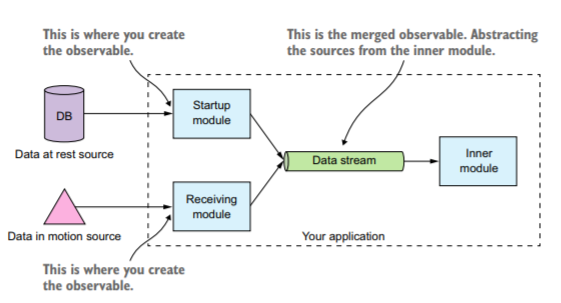 This is where you create
the observable.
This is the merged observable. Abstracting
the sources from the inner module.
DB
Data at rest source
Startup
module
Data stream
Inner
module
Receiving
module
Data in motion source
Your application
This is where you create
the observable.